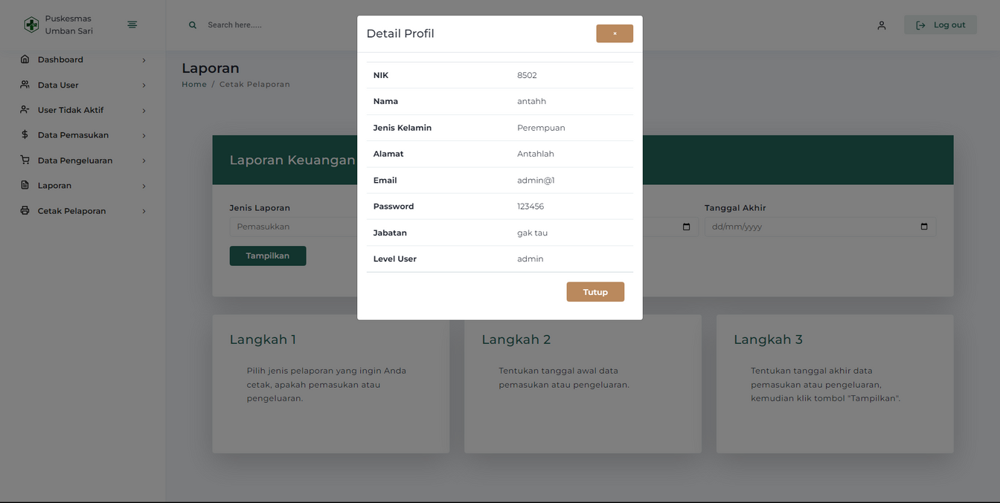 Puskesmas
Umban Sari
Search here.....
Log out
Dashboard
Data User
User Tidak Aktif
Data Pemasukan
Data Pengeluaran
Laporan
Cetak Pelaporan
Laporan
Home / Cetak Pelaporan
Laporan Keuangan
Jenis Laporan
Pemasukkan
Tanggal Akhir
dd/mm/yyyy
Tampilkan
Detail Profil ×
NIK 8502
Nama antahh
Jenis Kelamin Perempuan
Alamat Antahlah
Email admin@1
Password 123456
Jabatan gak tau
Level User admin
Tutup
Langkah 1
Pilih jenis pelaporan yang ingin Anda
cetak, apakah pemasukan atau
pengeluaran.
Langkah 2
Tentukan tanggal awal data
pemasukan atau pengeluaran.
Langkah 3
Tentukan tanggal akhir data
pemasukan atau pengeluaran,
kemudian klik tombol "Tampilkan".